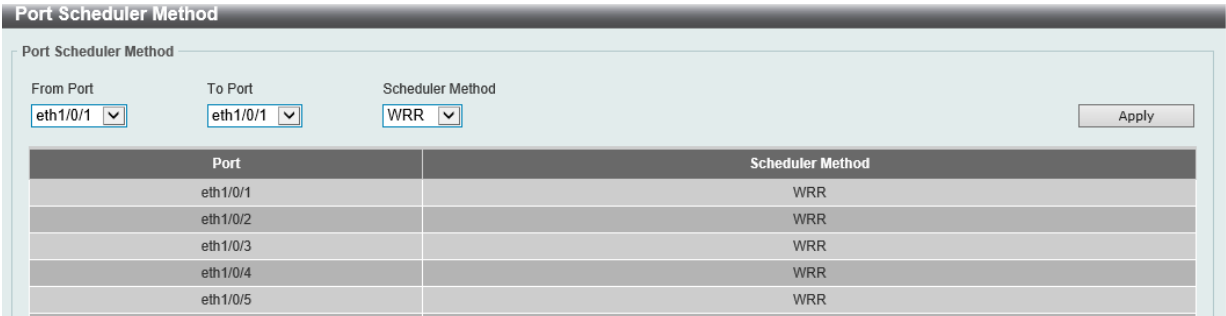 Port Scheduler Method
Port Scheduler Method
From Port To Port Scheduler Method
eth1/0/1 eth1/0/1 WRR Apply
Port Scheduler Method
eth1/0/1 WRR
eth1/0/2 WRR
eth1/0/3 WRR
eth1/0/4 WRR
eth1/0/5 WRR